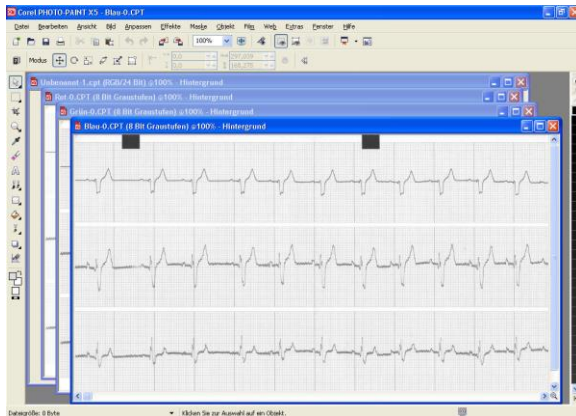 Corel PHOTO-PAINT X5 - Blau-0.CPT
Datei Bearbeiten Ansicht Bild Anpassen Effekte Maske Objekt Film Web Extras Fenster Hilfe
100%
Modus
Unbenannt-1.cpt (RGB/24 Bit) @100% - Hintergrund
Rot-0.CPT (8 Bit Graustufen) @100% - Hintergrund
Grün-0.CPT (8 Bit Graustufen) @100% - Hintergrund
Blau-0.CPT (8 Bit Graustufen) @100% - Hintergrund
Dateigröße: 0 Byte Klicken Sie zur Auswahl auf ein Objekt.